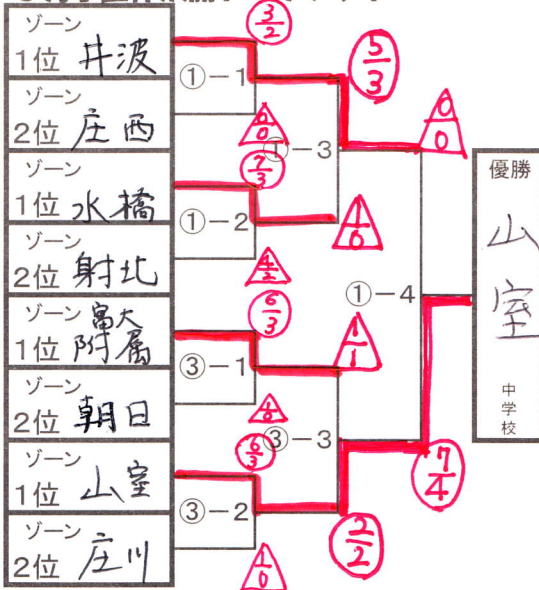 ゾーン
1位 井波
ゾーン
2位 庄西
ゾーン
1位 水橋
ゾーン
2位 射北
ゾーン
1位 富大附属
ゾーン
2位 朝日
ゾーン
1位 山室
ゾーン
2位 庄川
3/2
①-1
6/0
7/3
①-2
4/2
6/3
③-1
1/0
6/3
③-2
1/0
5/3
①-3
1/0
1/1
③-3
2/2
0/0
①-4
7/4
優勝
山室
中学校